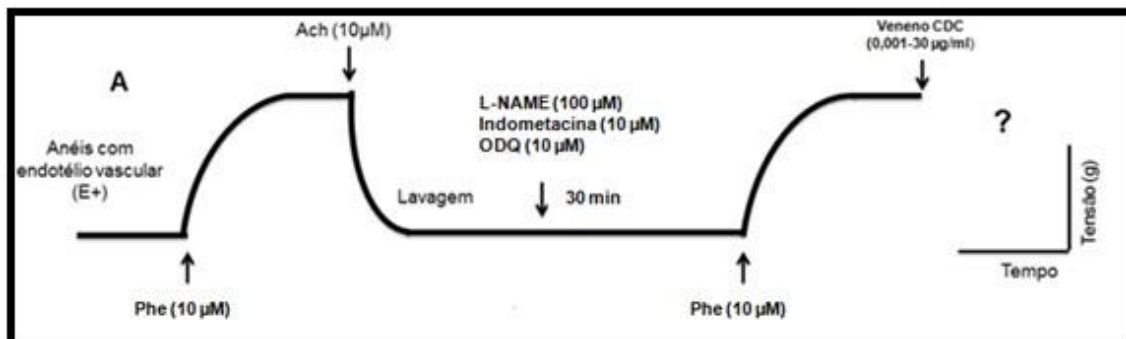 Ach (10µM)
Veneno CDC
(0,001-30 µg/ml)
A
L-NAME (100 µM)
Indometacina (10 µM)
ODQ (10 µM)
?
Anéis com
endotélio vascular
(E+)
Lavagem
30 min
Tensão (g)
Tempo
Phe (10 µM)
Phe (10 µM)